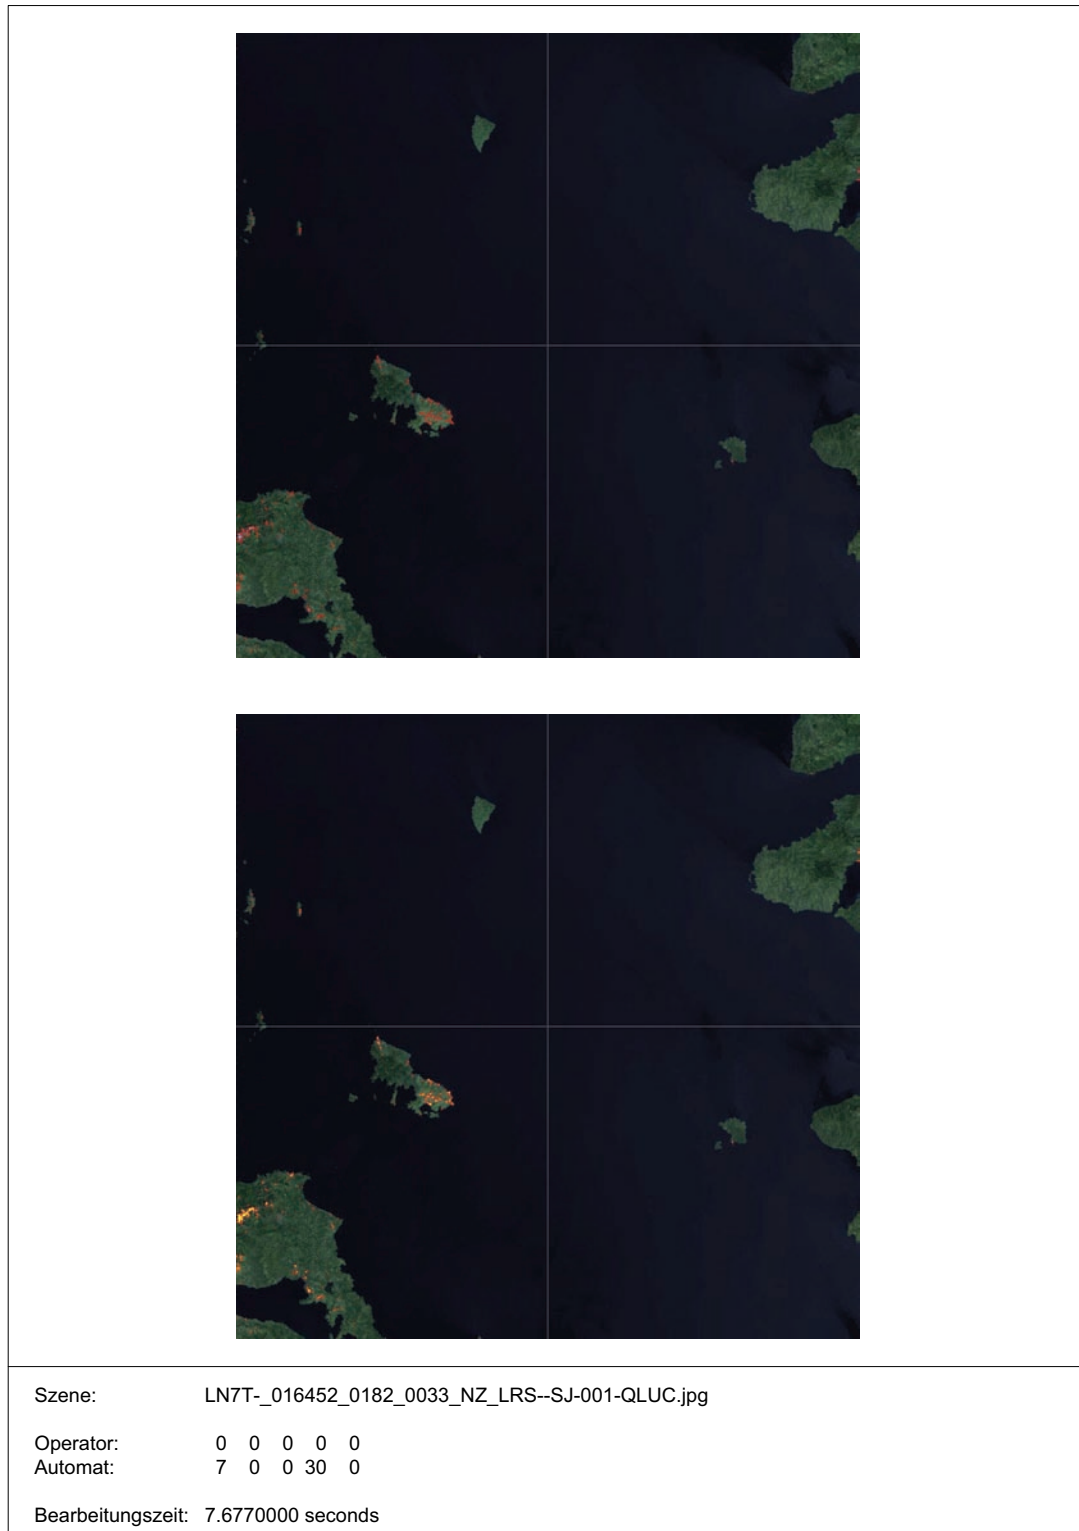 Szene: LN7T-_016452_0182_0033_NZ_LRS--SJ-001-QLUC.jpg
Operator: 0 0 0 0 0
Automat: 7 0 0 30 0
Bearbeitungszeit: 7.6770000 seconds